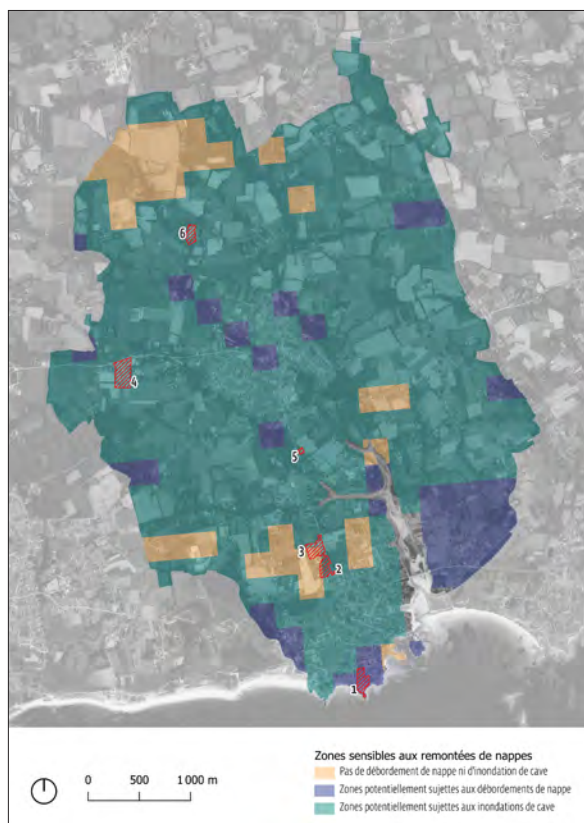 6
4
5
3
2
1
Zones sensibles aux remontées de nappes
Pas de débordement de nappe ni d'inondation de cave
Zones potentiellement sujettes aux débordements de nappe
Zones potentiellement sujettes aux inondations de cave
0 500 1 000 m